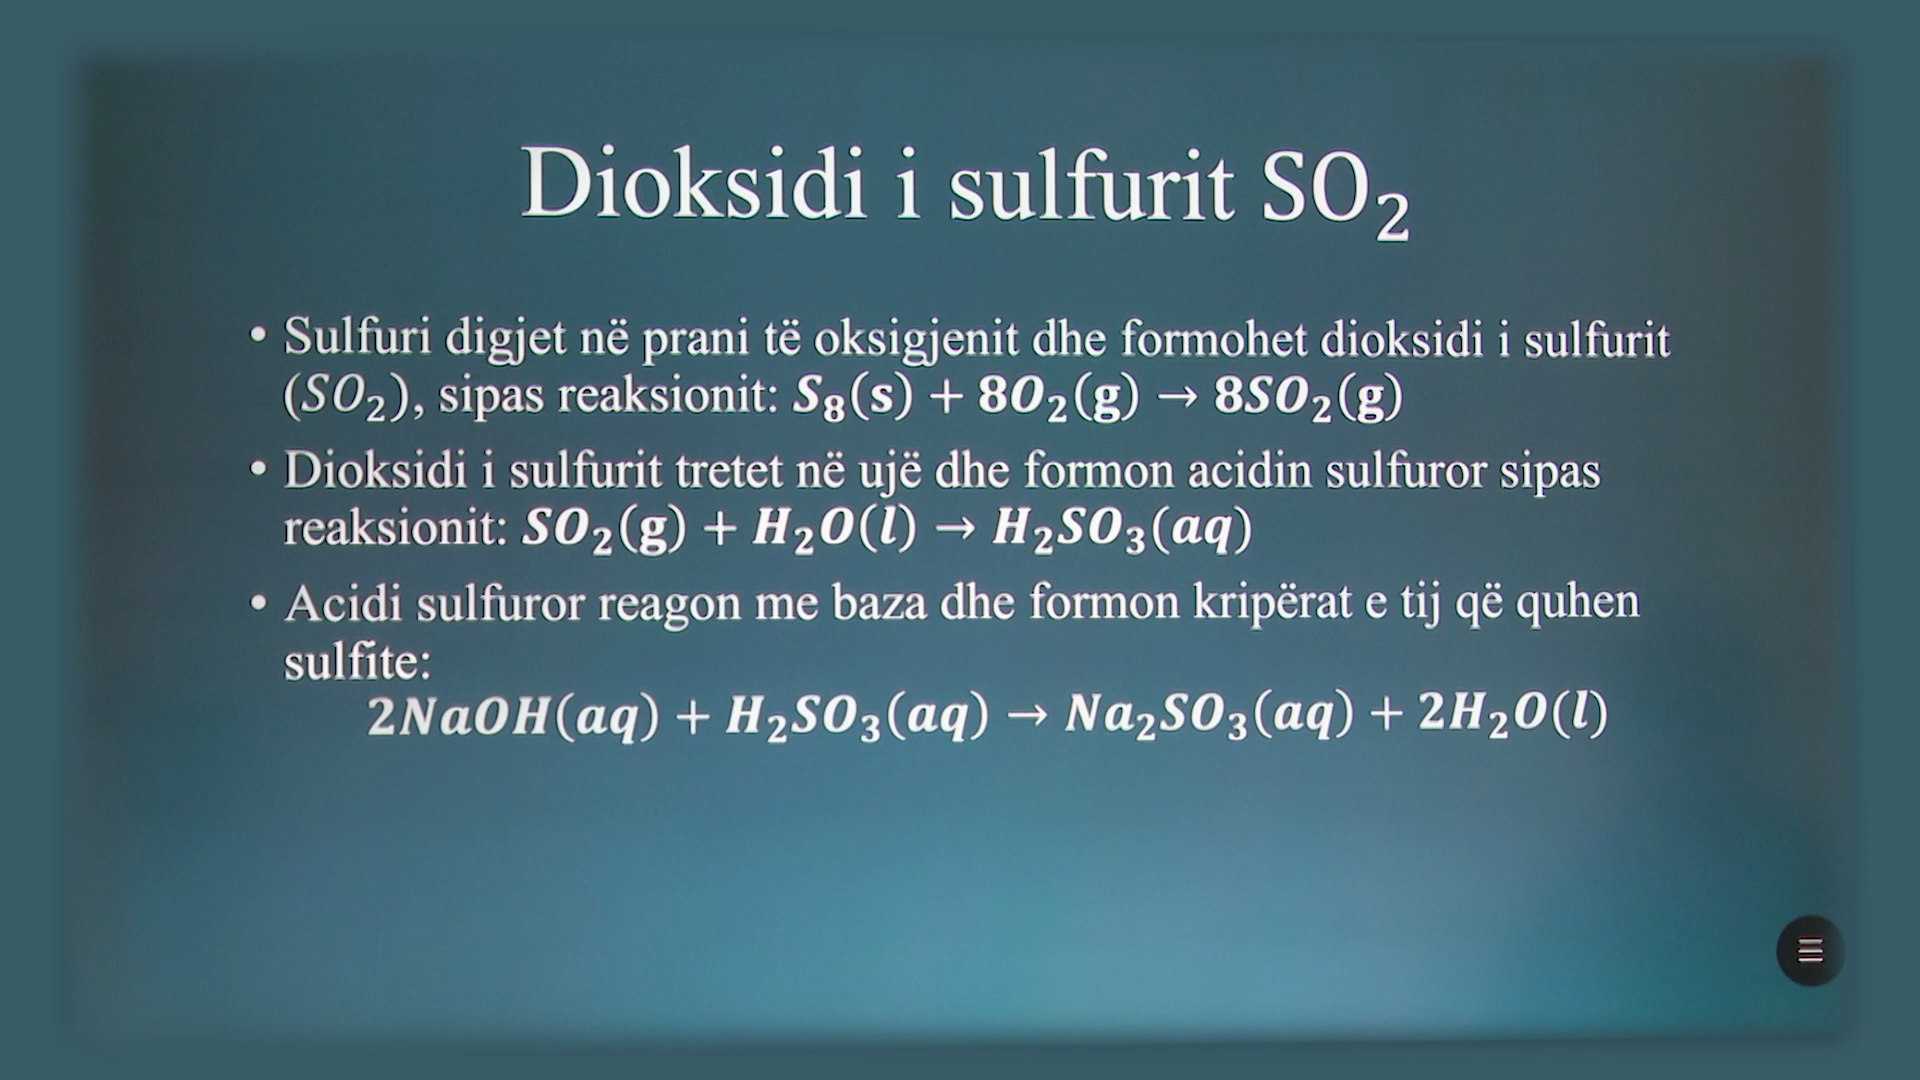 Dioksidi i sulfurit SO₂
• Sulfuri digjet në prani të oksigjenit dhe formohet dioksidi i sulfurit
(SO₂), sipas reaksionit: S₈(s) + 8O₂(g) → 8SO₂(g)
• Dioksidi i sulfurit tretet në ujë dhe formon acidin sulfuror sipas
reaksionit: SO₂(g) + H₂O(l) → H₂SO₃(aq)
• Acidi sulfuror reagon me baza dhe formon kripërat e tij që quhen
sulfite:
2NaOH(aq) + H₂SO₃(aq) → Na₂SO₃(aq) + 2H₂O(l)